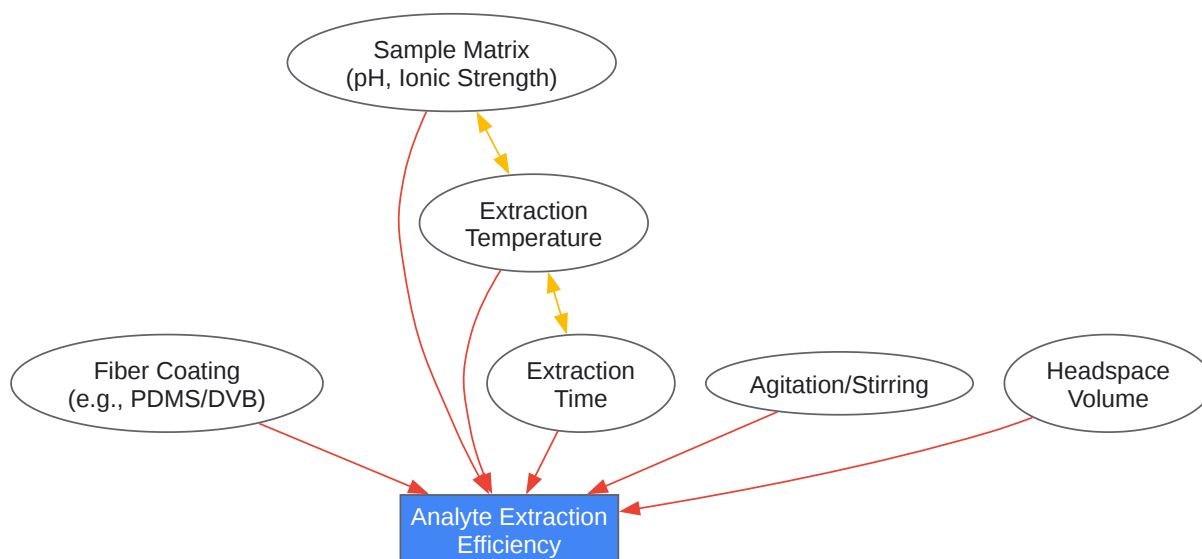 Sample Matrix
(pH, Ionic Strength)
Extraction
Temperature
Fiber Coating
(e.g., PDMS/DVB)
Extraction
Time
Agitation/Stirring
Headspace
Volume
Analyte Extraction
Efficiency